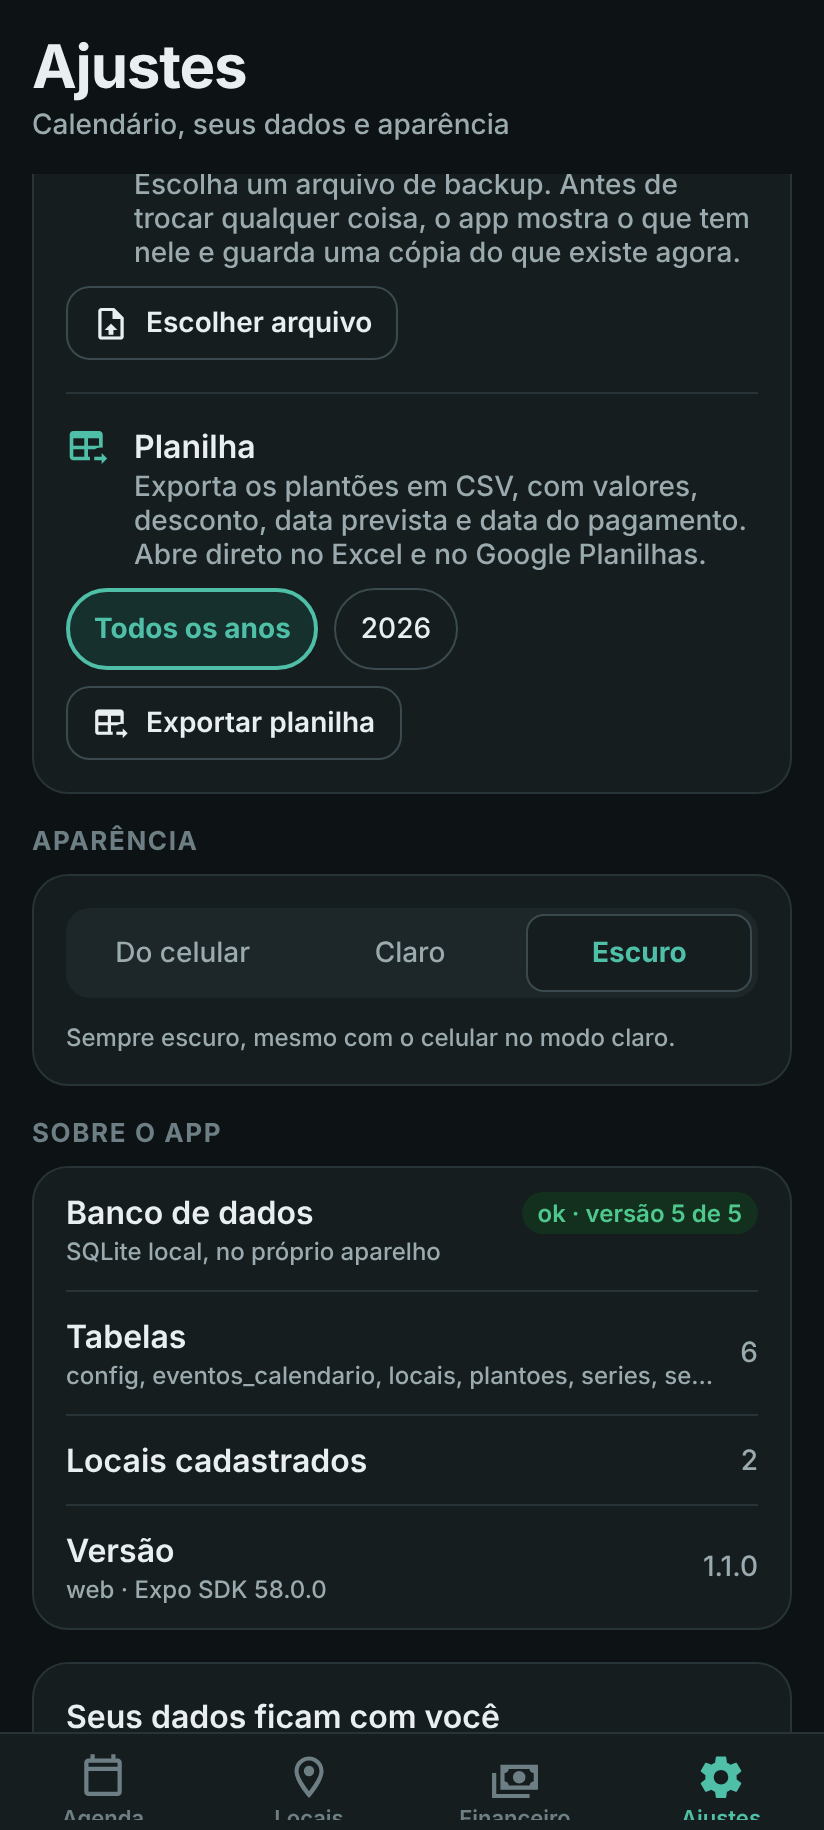 Ajustes
Calendário, seus dados e aparência
Escolha um arquivo de backup. Antes de
trocar qualquer coisa, o app mostra o que tem
nele e guarda uma cópia do que existe agora.
Escolher arquivo
Planilha
Exporta os plantões em CSV, com valores,
desconto, data prevista e data do pagamento.
Abre direto no Excel e no Google Planilhas.
Todos os anos
2026
Exportar planilha
APARÊNCIA
Do celular
Claro
Escuro
Sempre escuro, mesmo com o celular no modo claro.
SOBRE O APP
Banco de dados
ok · versão 5 de 5
SQLite local, no próprio aparelho
Tabelas
6
config, eventos_calendario, locais, plantoes, series, se...
Locais cadastrados
2
Versão
1.1.0
web · Expo SDK 58.0.0
Seus dados ficam com você
Agenda
Locais
Financeiro
Ajustes